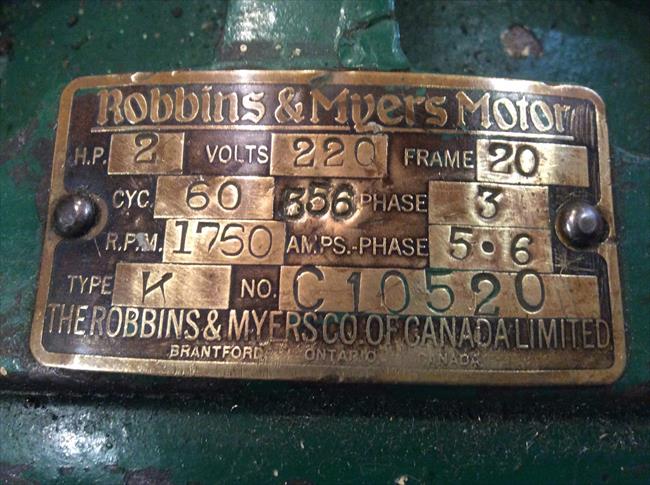 Robbins & Myers Motor
H.P. 2 VOLTS 220 FRAME 20
CYC. 60 356 PHASE 3
R.P.M. 1750 AMPS.-PHASE 5.6
TYPE K NO. C10520
THE ROBBINS & MYERS CO. OF CANADA LIMITED
BRANTFORD ONTARIO CANADA